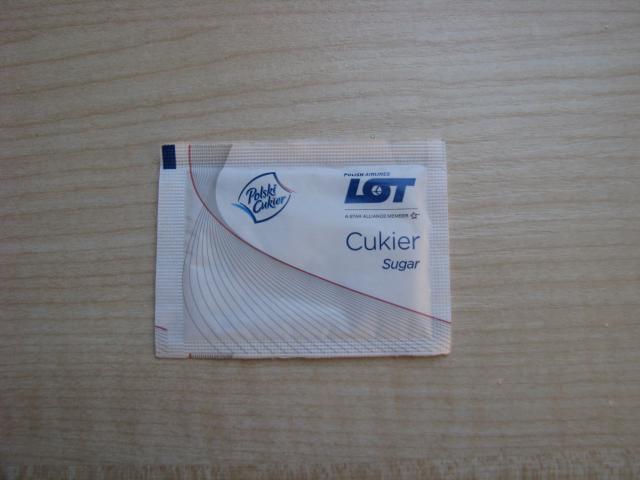 Polski
Cukier
POLISH AIRLINES
LOT
A STAR ALLIANCE MEMBER
Cukier
Sugar